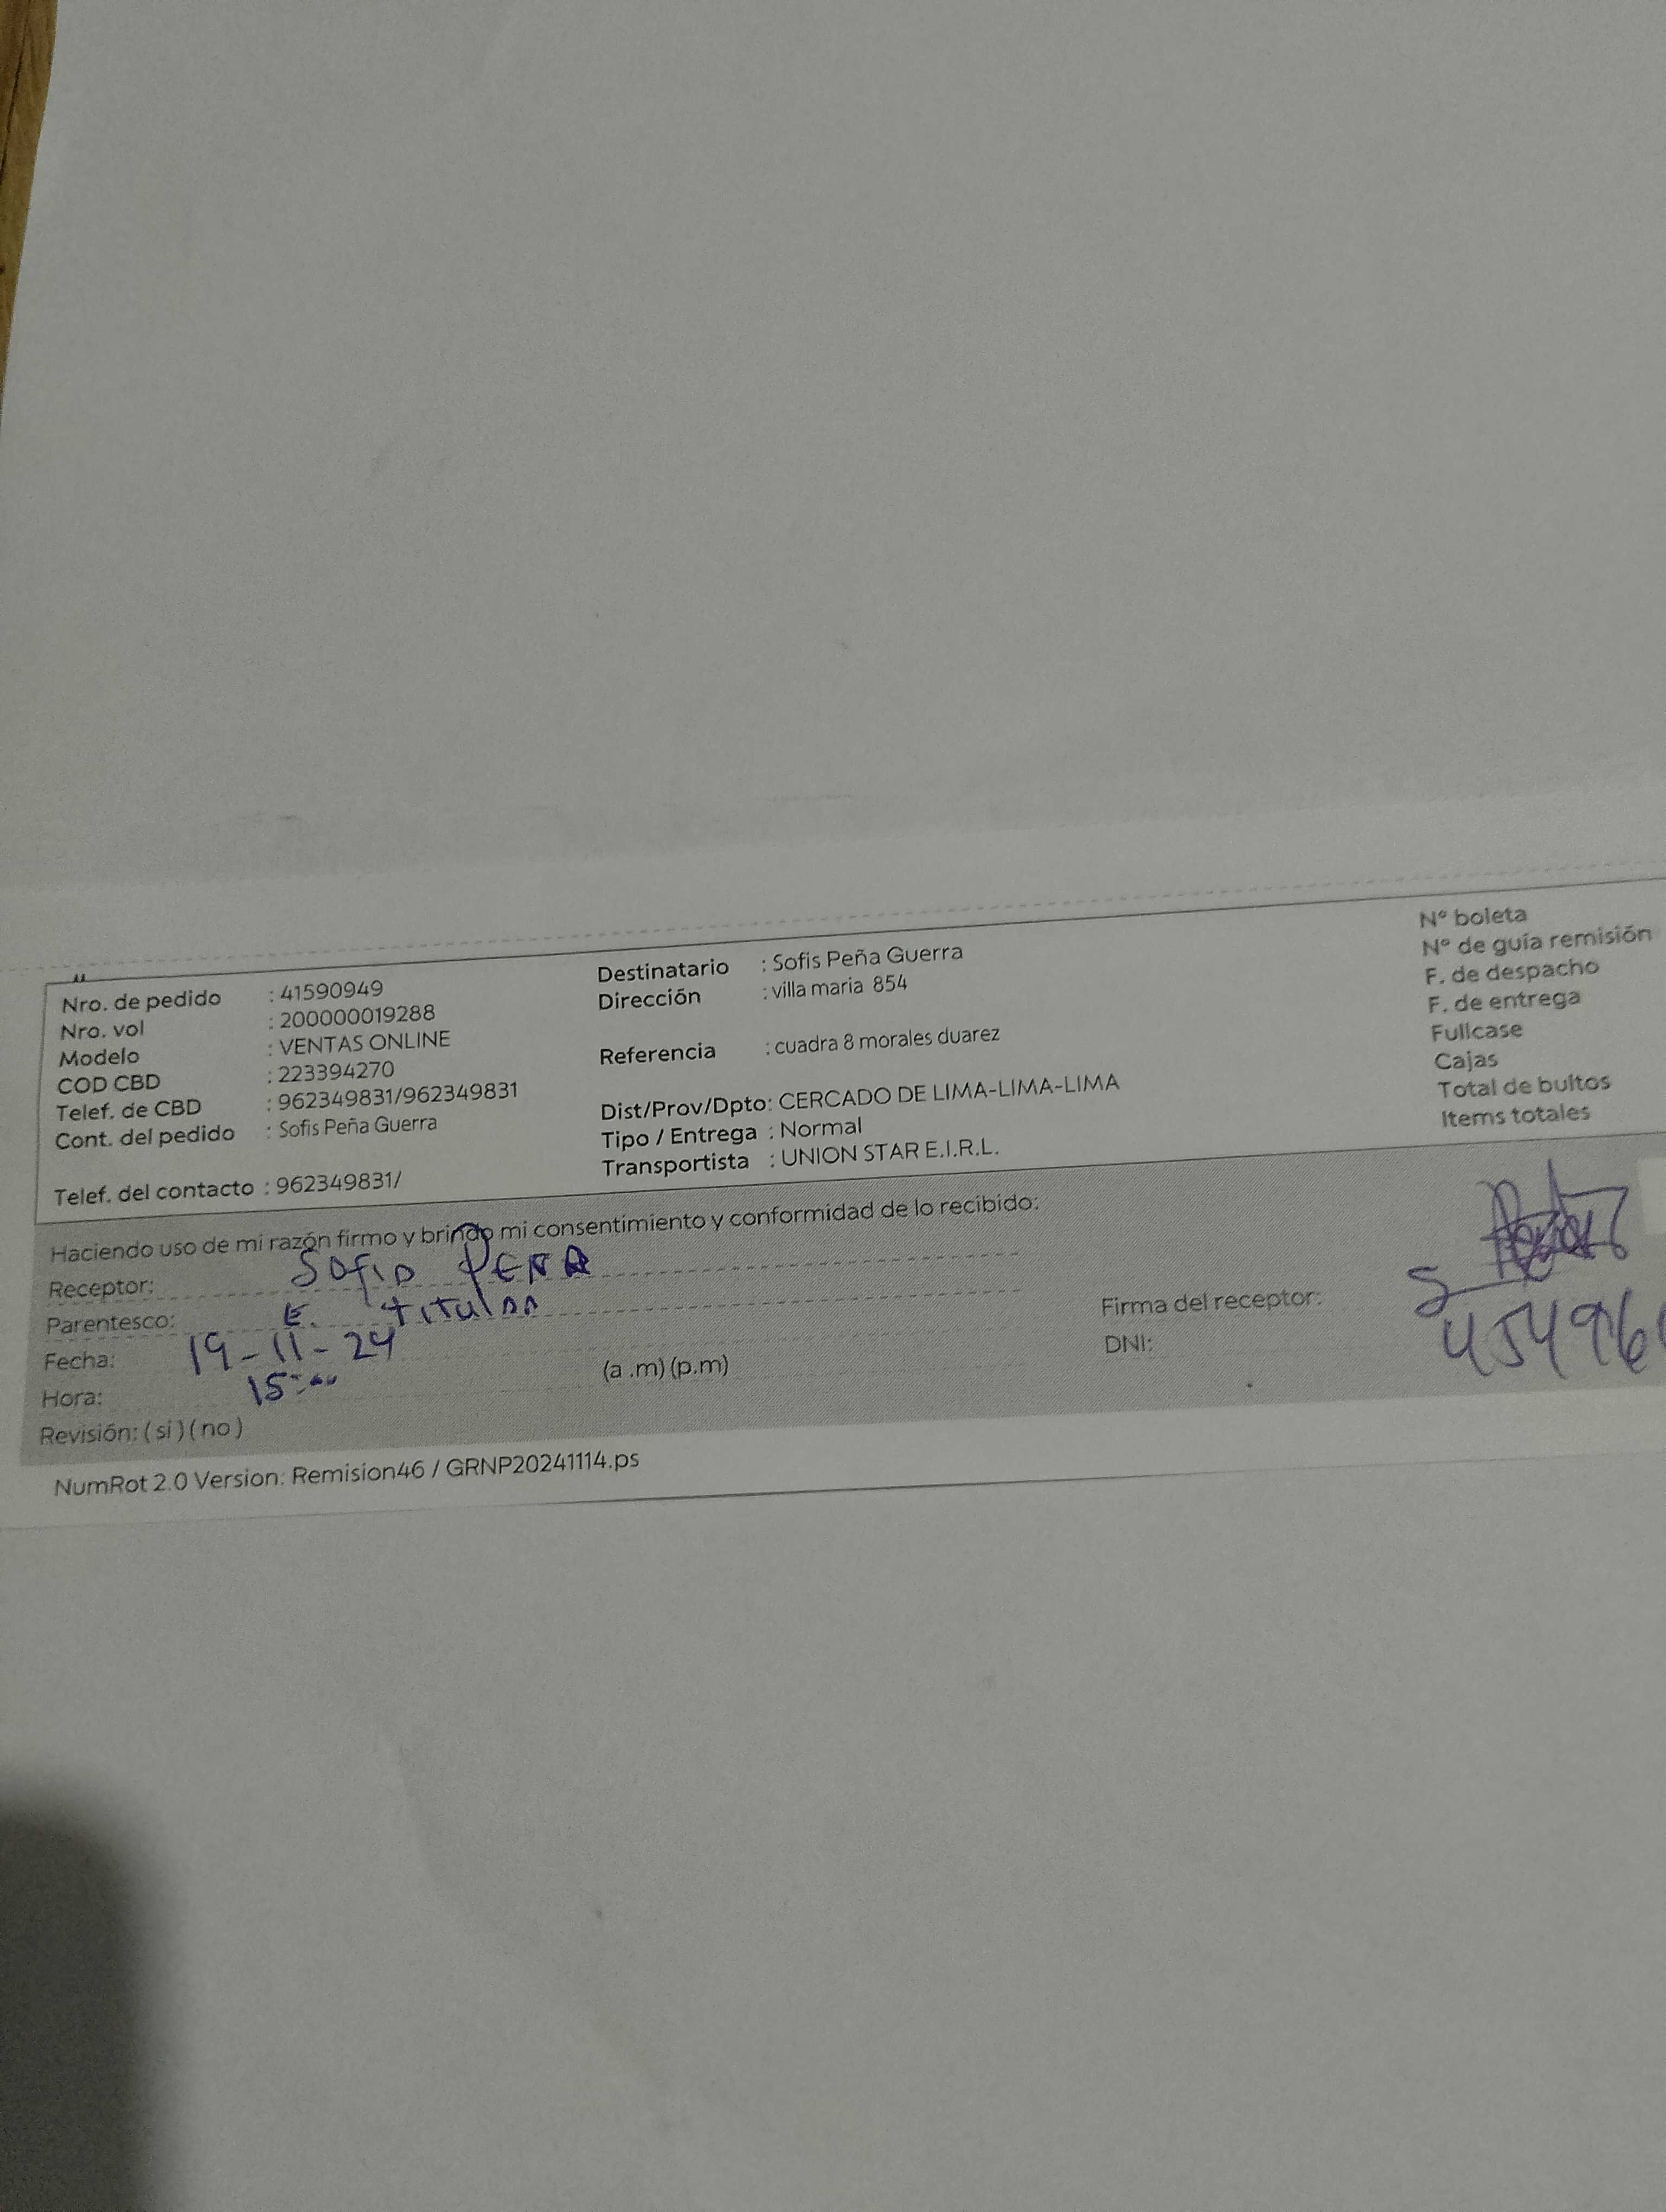 Nro. de pedido : 41590949
Nro. vol : 200000019288
Modelo : VENTAS ONLINE
COD CBD : 223394270
Telef. de CBD : 962349831/962349831
Cont. del pedido : Sofis Peña Guerra
Telef. del contacto : 962349831/
Destinatario : Sofis Peña Guerra
Dirección : villa maria 854
Referencia : cuadra 8 morales duarez
Dist/Prov/Dpto: CERCADO DE LIMA-LIMA-LIMA
Tipo / Entrega : Normal
Transportista : UNION STAR E.I.R.L.
N° boleta
N° de guía remisión
F. de despacho
F. de entrega
Fullcase
Cajas
Total de bultos
Items totales
Haciendo uso de mi razón firmo y brindo mi consentimiento y conformidad de lo recibido:
Receptor: Sofis PEÑA
Parentesco: E. titular
Fecha: 19-11-24
Hora: 15:00 (a .m) (p.m)
Revisión: ( si ) ( no )
Firma del receptor:
DNI: 45496
NumRot 2.0 Version: Remision46 / GRNP20241114.ps